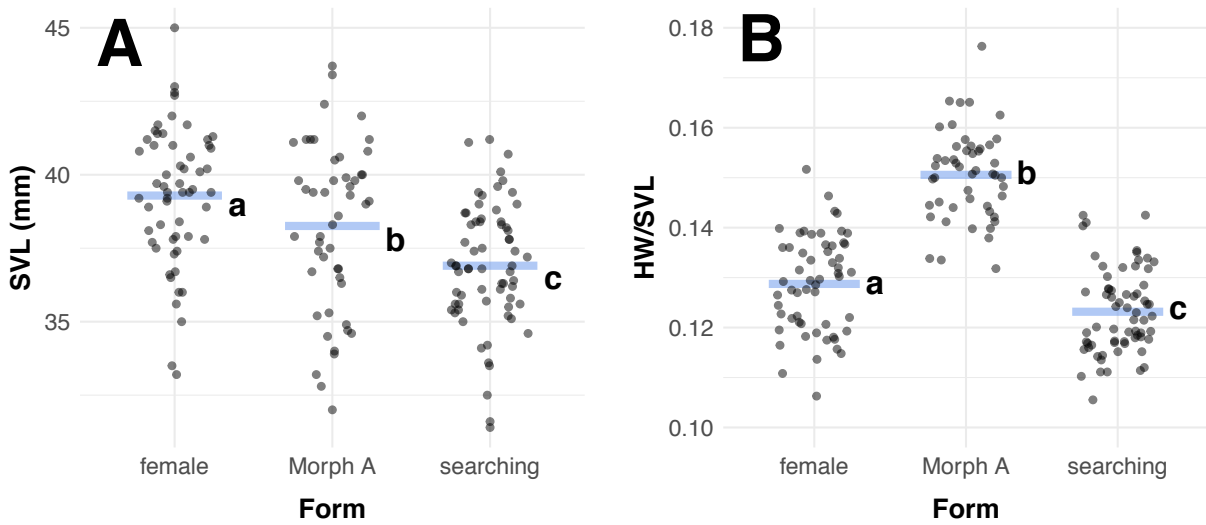 A
SVL (mm)
45
40
35
a
b
c
female
Morph A
searching
Form
B
HW/SVL
0.18
0.16
0.14
0.12
0.10
a
b
c
female
Morph A
searching
Form